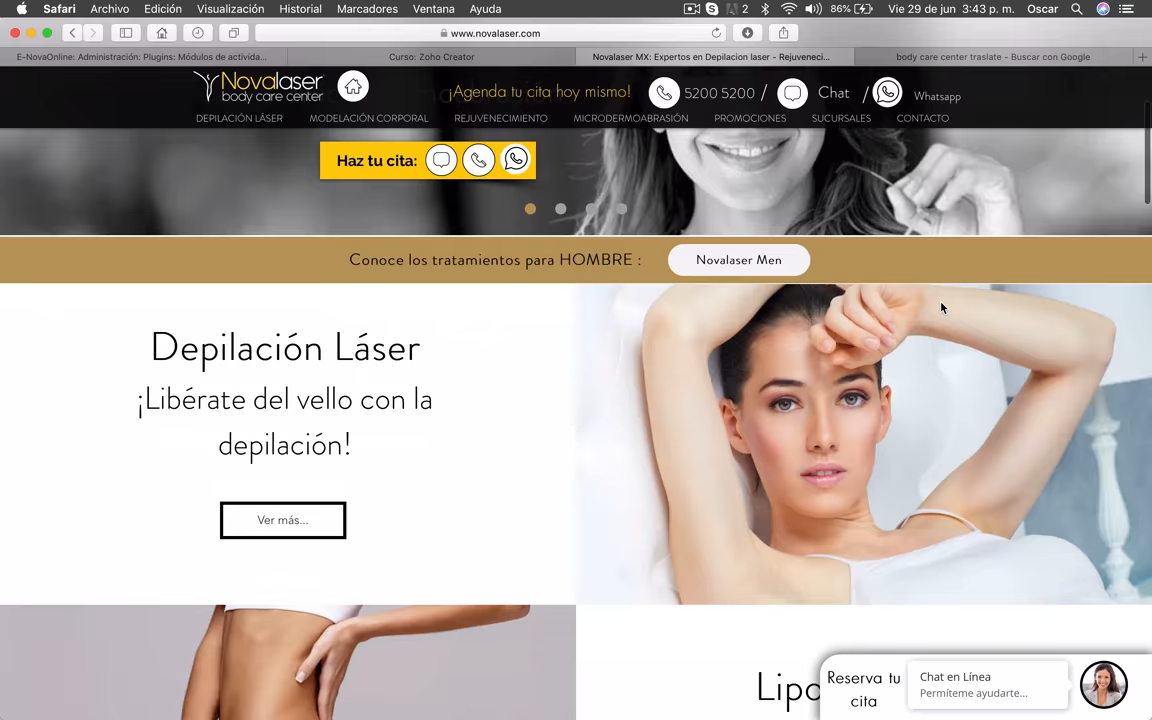 Safari Archivo Edición Visualización Historial Marcadores Ventana Ayuda 2 86% Vie 29 de jun 3:43 p. m. Oscar
www.novalaser.com
E-NovaOnline: Administración: Plugins: Módulos de activida... Curso: Zoho Creator Novalaser MX: Expertos en Depilacion laser - Rejuveneci... body care center traslate - Buscar con Google
Novalaser
body care center
¡Agenda tu cita hoy mismo! 5200 5200 / Chat / Whatsapp
DEPILACIÓN LÁSER MODELACIÓN CORPORAL REJUVENECIMIENTO MICRODERMOABRASIÓN PROMOCIONES SUCURSALES CONTACTO
Haz tu cita:
Conoce los tratamientos para HOMBRE : Novalaser Men
Depilación Láser
¡Libérate del vello con la
depilación!
Ver más...
Lipo
Reserva tu
cita
Chat en Línea
Permíteme ayudarte...